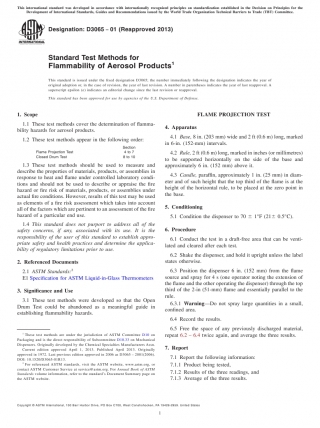 This international standard was developed in accordance with internationally recognized principles on standardization established in the Decision on Principles for the
Development of International Standards, Guides and Recommendations issued by the World Trade Organization Technical Barriers to Trade (TBT) Committee.
Designation: D3065 − 01 (Reapproved 2013)
Standard Test Methods for
Flammability of Aerosol Products1
This standard is issued under the fixed designation D3065; the number immediately following the designation indicates the year of
original adoption or, in the case of revision, the year of last revision. A number in parentheses indicates the year of last reapproval. A
superscript epsilon (ε) indicates an editorial change since the last revision or reapproval.
This standard has been approved for use by agencies of the U.S. Department of Defense.
1. Scope
1.1 These test methods cover the determination of flamma-
bility hazards for aerosol products.
1.2 These test methods appear in the following order:
Section
Flame Projection Test 4 to 7
Closed Drum Test 8 to 10
1.3 These test methods should be used to measure and
describe the properties of materials, products, or assemblies in
response to heat and flame under controlled laboratory condi-
tions and should not be used to describe or appraise the fire
hazard or fire risk of materials, products, or assemblies under
actual fire conditions. However, results of this test may be used
as elements of a fire risk assessment which takes into account
all of the factors which are pertinent to an assessment of the fire
hazard of a particular end use.
1.4 This standard does not purport to address all of the
safety concerns, if any, associated with its use. It is the
responsibility of the user of this standard to establish appro-
priate safety and health practices and determine the applica-
bility of regulatory limitations prior to use.
2. Referenced Documents
2.1 ASTM Standards:2
E1 Specification for ASTM Liquid-in-Glass Thermometers
3. Significance and Use
3.1 These test methods were developed so that the Open
Drum Test could be abandoned as a meaningful guide in
establishing flammability hazards.
1 These test methods are under the jurisdiction of ASTM Committee D10 on
Packaging and is the direct responsibility of Subcommittee D10.33 on Mechanical
Dispensers. Originally developed by the Chemical Specialties Manufacturers Assn.
Current edition approved April 1, 2013. Published April 2013. Originally
approved in 1972. Last previous edition approved in 2006 as D3065 – 2001(2006).
DOI: 10.1520/D3065-01R13.
2 For referenced ASTM standards, visit the ASTM website, www.astm.org, or
contact ASTM Customer Service at service@astm.org. For Annual Book of ASTM
Standards volume information, refer to the standard's Document Summary page on
the ASTM website.
FLAME PROJECTION TEST
4. Apparatus
4.1 Base, 8 in. (203 mm) wide and 2 ft (0.6 m) long, marked
in 6-in. (152-mm) intervals.
4.2 Rule, 2 ft (0.6 m) long, marked in inches (or millimeters)
to be supported horizontally on the side of the base and
approximately 6 in. (152 mm) above it.
4.3 Candle, paraffin, approximately 1 in. (25 mm) in diam-
eter and of such height that the top third of the flame is at the
height of the horizontal rule, to be placed at the zero point in
the base.
5. Conditioning
5.1 Condition the dispenser to 70 ± 1°F (21 ± 0.5°C).
6. Procedure
6.1 Conduct the test in a draft-free area that can be venti-
lated and cleared after each test.
6.2 Shake the dispenser, and hold it upright unless the label
states otherwise.
6.3 Position the dispenser 6 in. (152 mm) from the flame
source and spray for 4 s (one operator noting the extension of
the flame and the other operating the dispenser) through the top
third of the 2-in (51-mm) flame and essentially parallel to the
rule.
6.3.1 Warning—Do not spray large quantities in a small,
confined area.
6.4 Record the results.
6.5 Free the space of any previously discharged material,
repeat 6.2 – 6.4 twice again, and average the three results.
7. Report
7.1 Report the following information:
7.1.1 Product being tested,
7.1.2 Results of the three readings, and
7.1.3 Average of the three results.
1